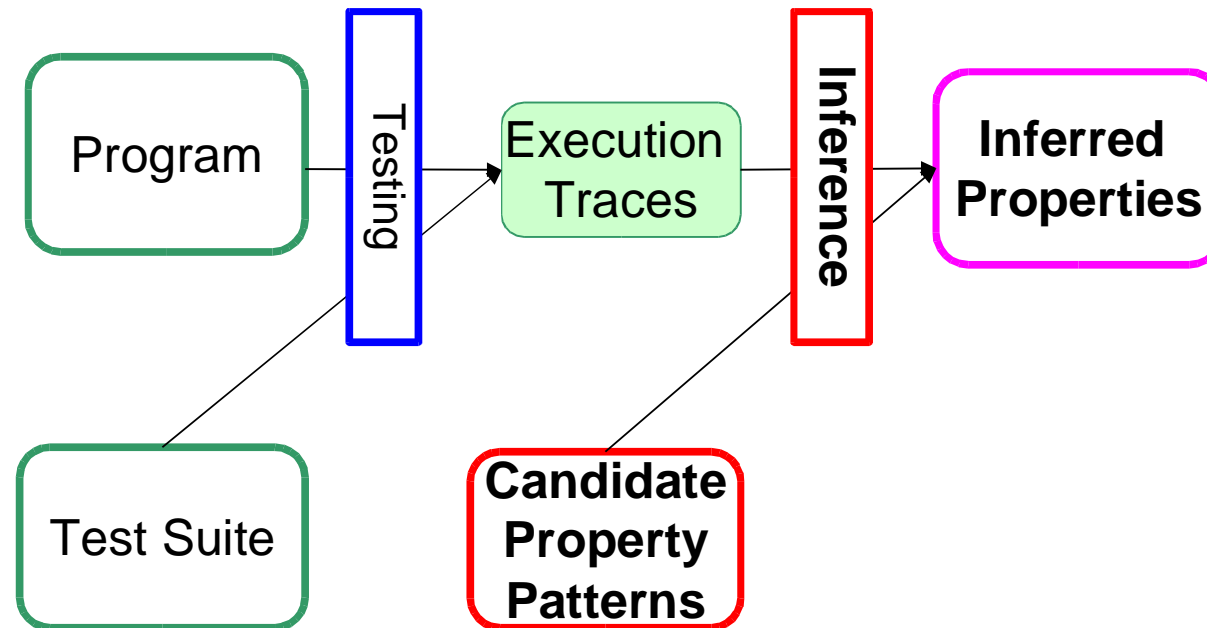 Program
Testing
Execution
Traces
Inference
Inferred
Properties
Test Suite
Candidate
Property
Patterns